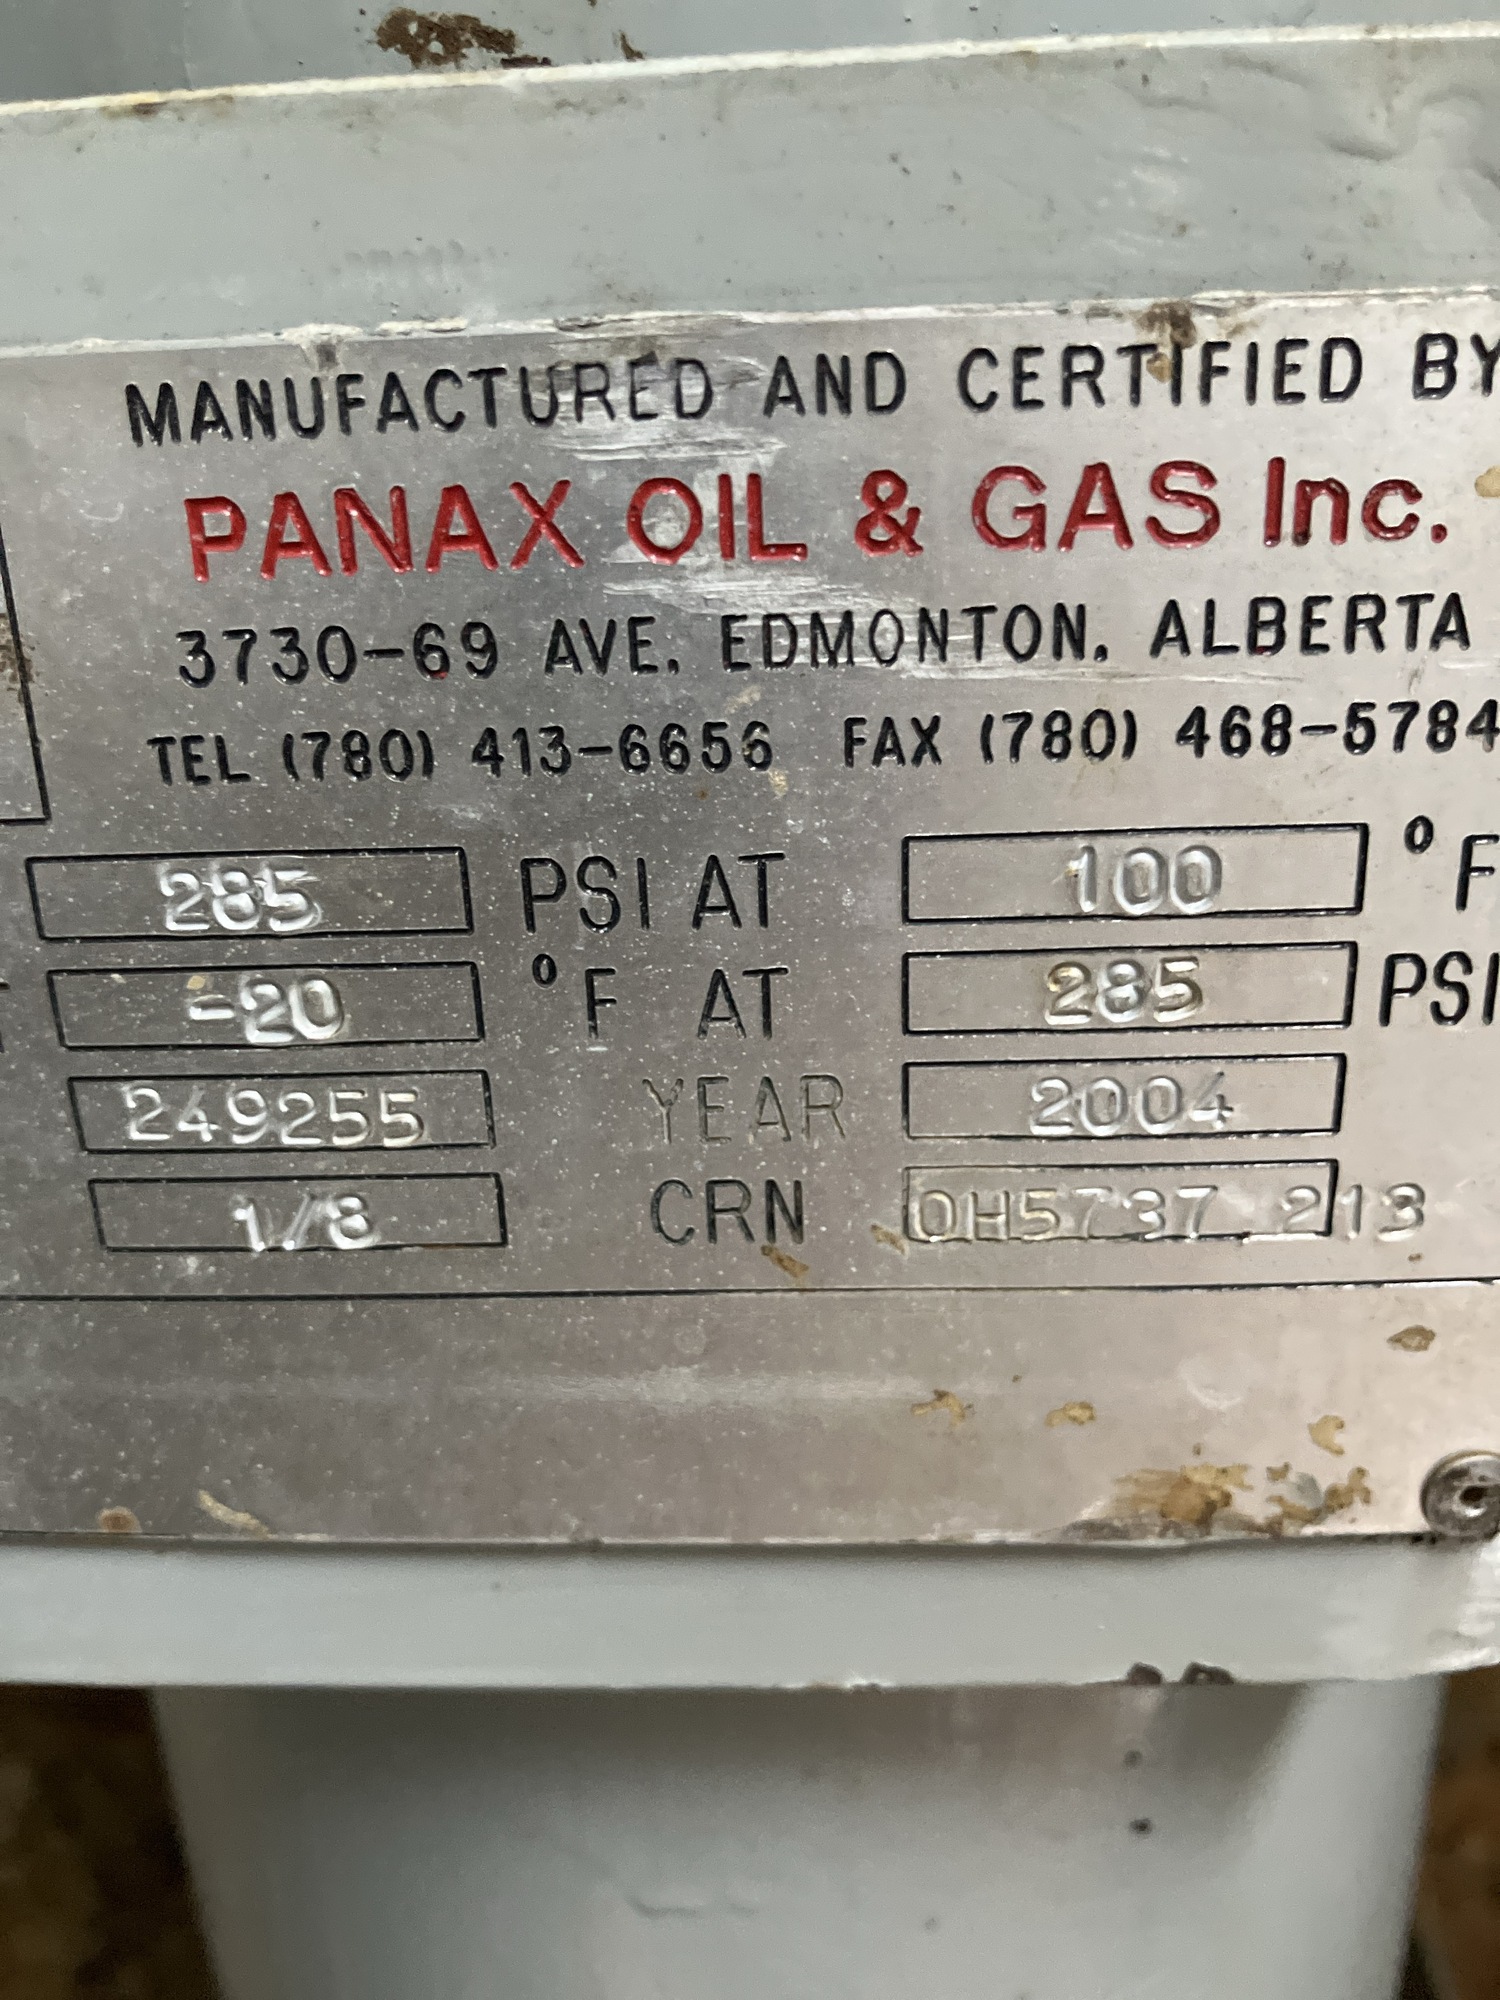 MANUFACTURED AND CERTIFIED BY
PANAX OIL & GAS Inc.
3730-69 AVE. EDMONTON, ALBERTA
TEL (780) 413-6656 FAX (780) 468-5784
285 PSI AT 100 °F
-20 °F AT 285 PSI
249255 YEAR 2004
1/8 CRN 0H5737 213